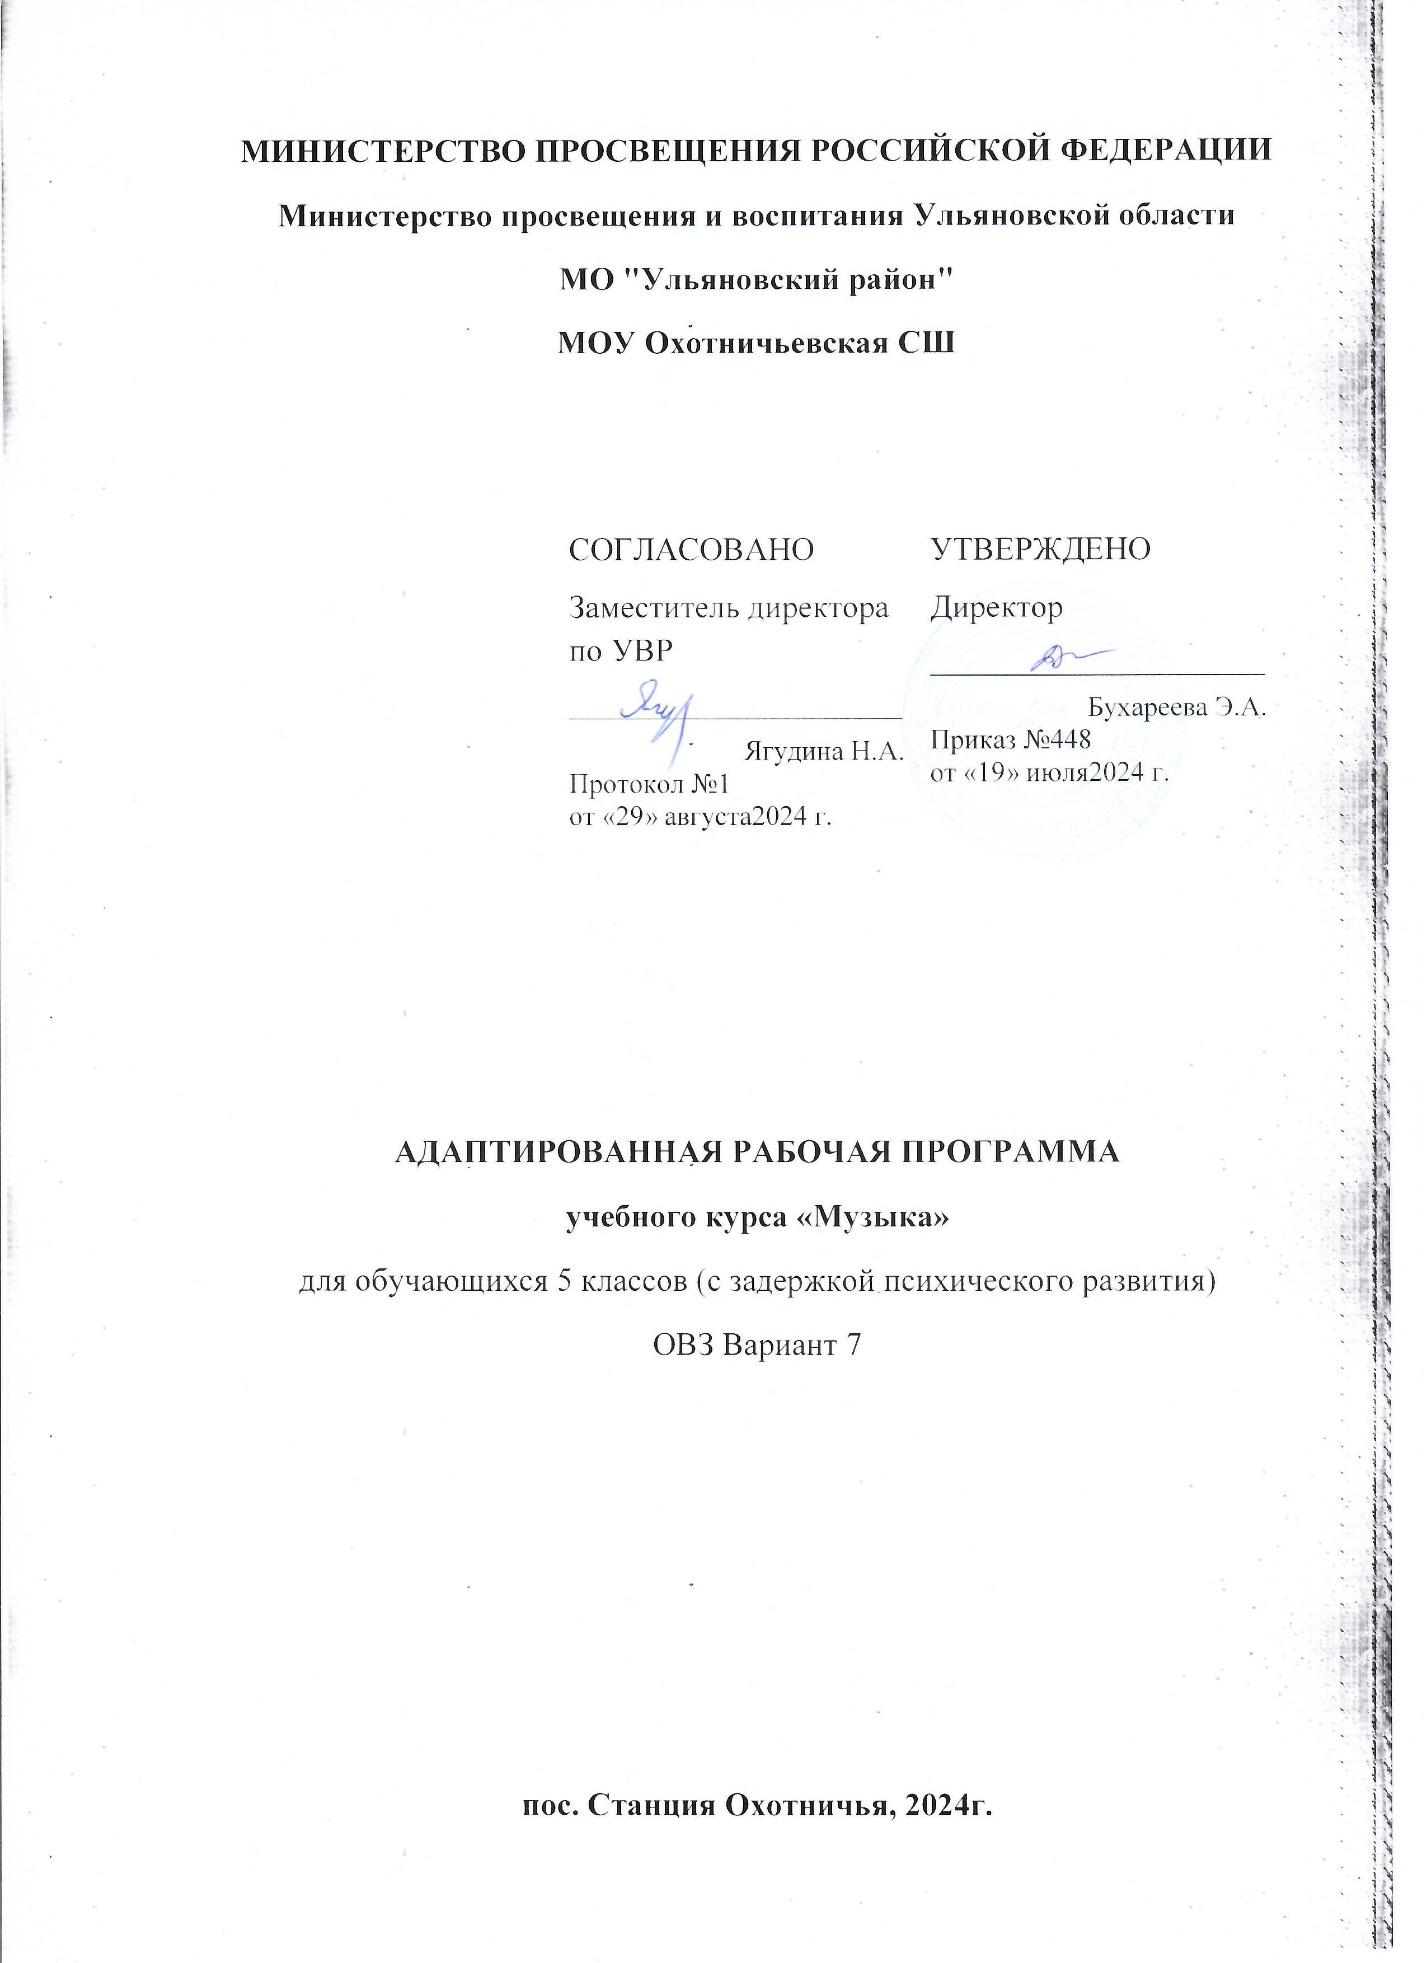 МИНИСТЕРСТВО ПРОСВЕЩЕНИЯ РОССИЙСКОЙ ФЕДЕРАЦИИ
Министерство просвещения и воспитания Ульяновской области
МО "Ульяновский район"
МОУ Охотничьевская СШ
СОГЛАСОВАНО
Заместитель директора
по УВР
Ягудина Н.А.
Протокол №1
от «29» августа2024 г.
УТВЕРЖДЕНО
Директор
Бухареева Э.А.
Приказ №448
от «19» июля2024 г.
АДАПТИРОВАННАЯ РАБОЧАЯ ПРОГРАММА
учебного курса «Музыка»
для обучающихся 5 классов (с задержкой психического развития)
ОВЗ Вариант 7
пос. Станция Охотничья, 2024г.